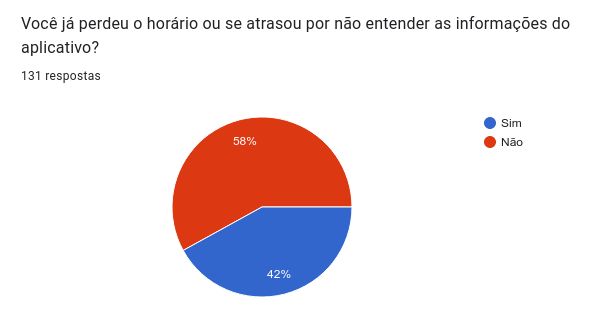 Você já perdeu o horário ou se atrasou por não entender as informações do
aplicativo?
131 respostas
58%
42%
Sim
Não